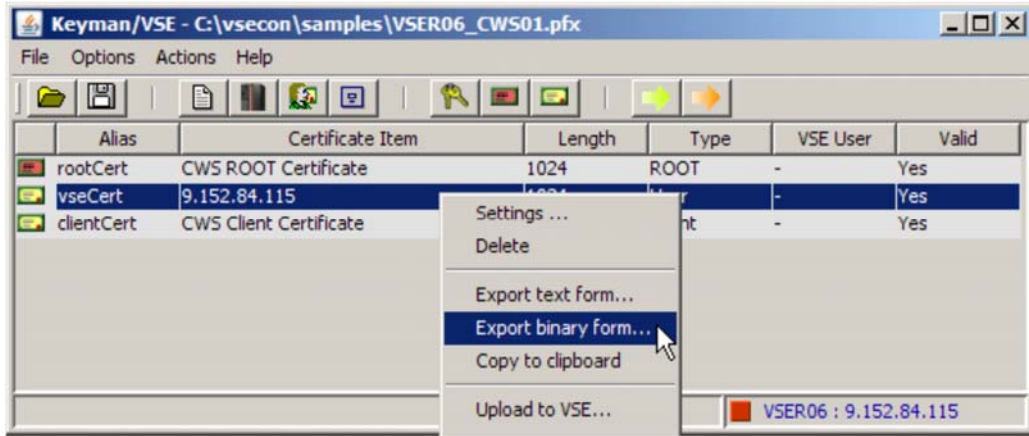 Keyman/VSE - C:\vsecon\samples\VSER06_CWS01.pfx
File Options Actions Help
Alias Certificate Item Length Type VSE User Valid
rootCert CWS ROOT Certificate 1024 ROOT - Yes
vseCert 9.152.84.115 - Yes
clientCert CWS Client Certificate - Yes
Settings ...
Delete
Export text form...
Export binary form...
Copy to clipboard
Upload to VSE...
VSER06 : 9.152.84.115